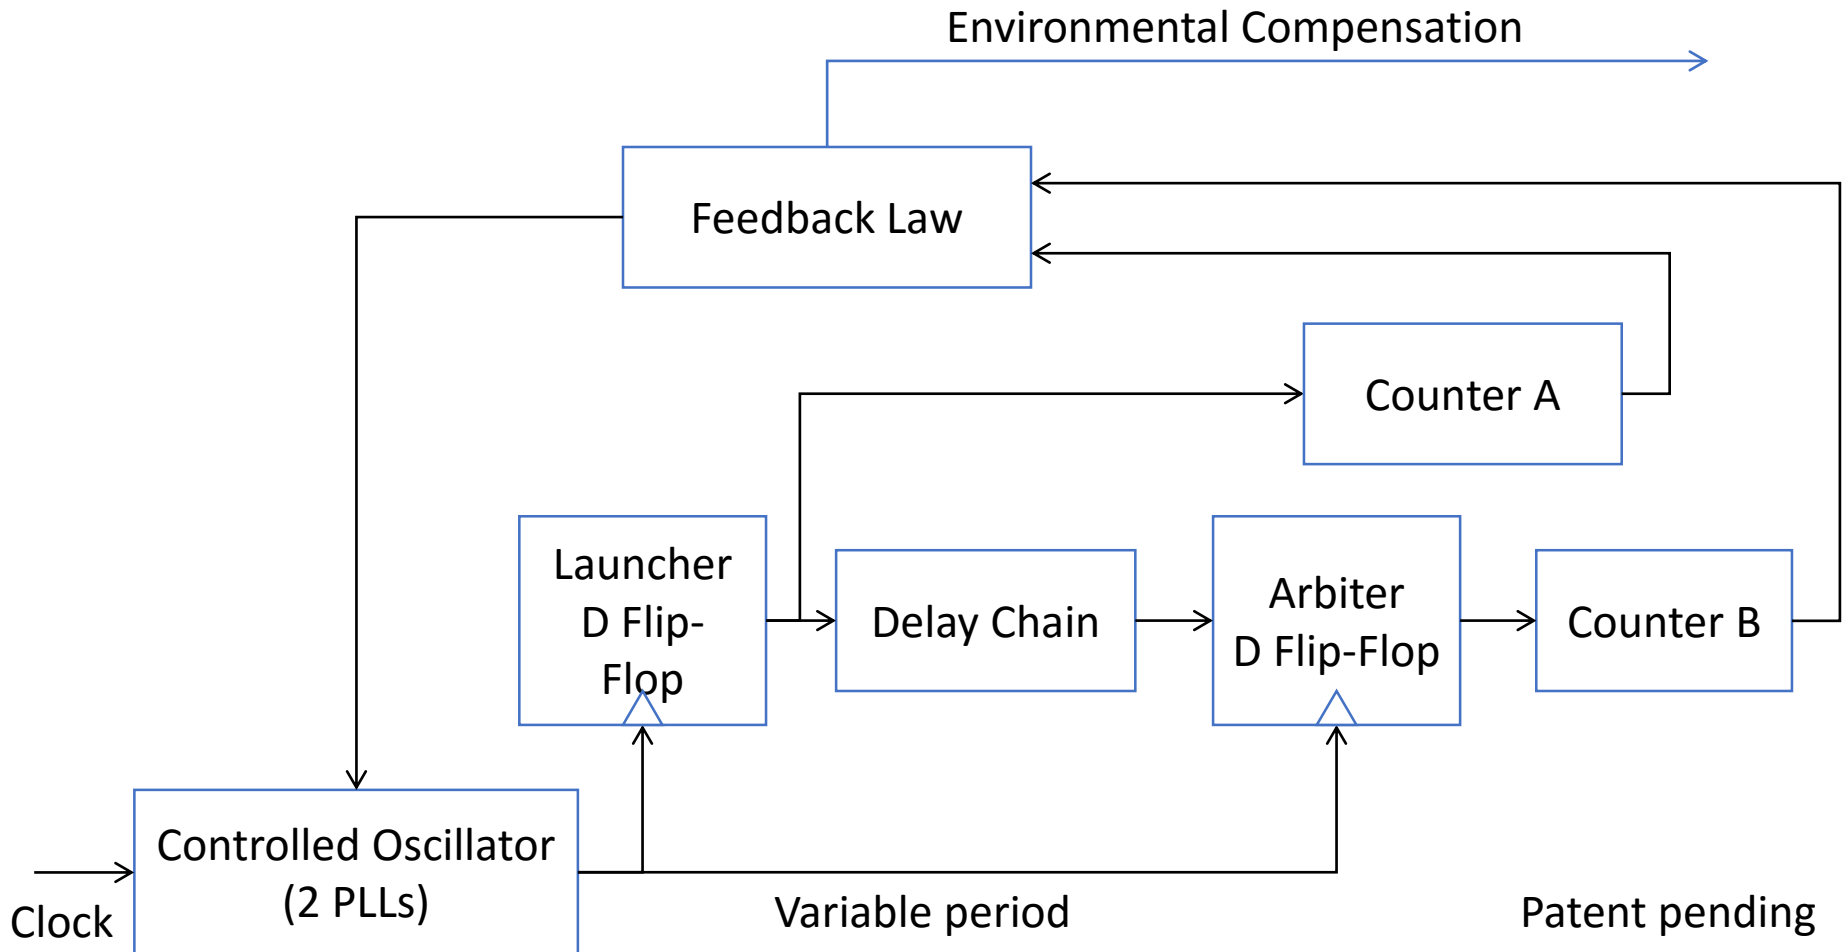 Environmental Compensation
Feedback Law
Counter A
Launcher
D Flip-
Flop
Delay Chain
Arbiter
D Flip-Flop
Counter B
Controlled Oscillator
(2 PLLs)
Clock
Variable period
Patent pending